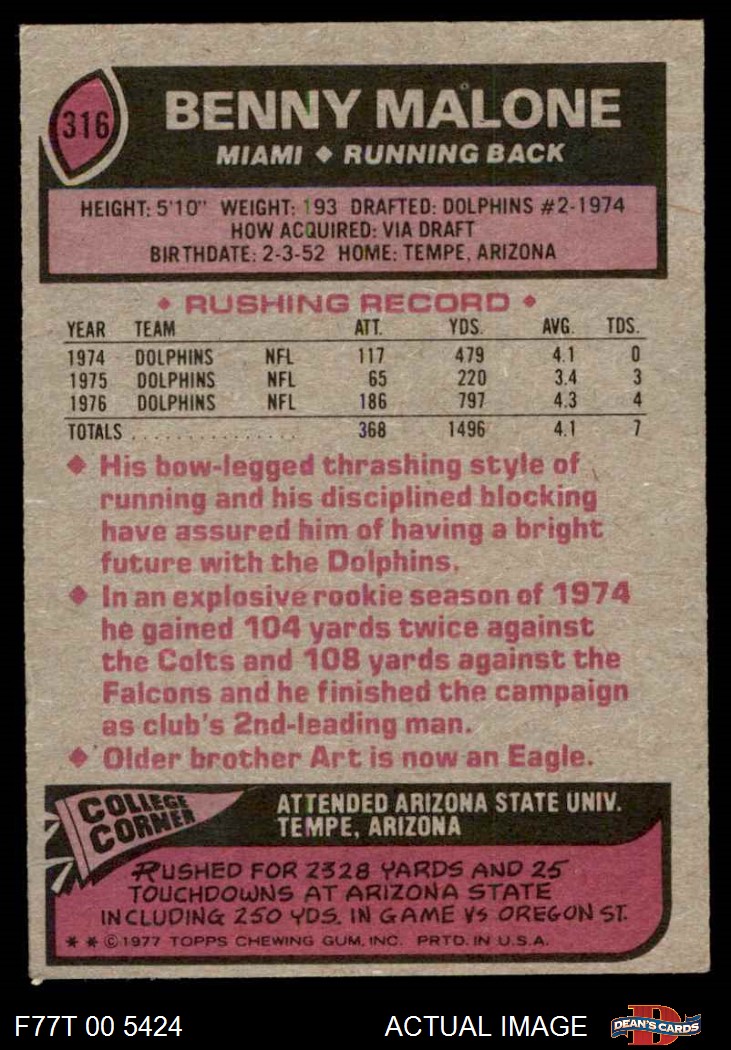 316
BENNY MALONE
MIAMI ◆ RUNNING BACK
HEIGHT: 5'10" WEIGHT: 193 DRAFTED: DOLPHINS #2-1974
HOW ACQUIRED: VIA DRAFT
BIRTHDATE: 2-3-52 HOME: TEMPE, ARIZONA
◆ RUSHING RECORD ◆
YEAR TEAM ATT. YDS. AVG. TDS.
1974 DOLPHINS NFL 117 479 4.1 0
1975 DOLPHINS NFL 65 220 3.4 3
1976 DOLPHINS NFL 186 797 4.3 4
TOTALS . . . . . . . . . . . . . . . . 368 1496 4.1 7
◆ His bow-legged thrashing style of
running and his disciplined blocking
have assured him of having a bright
future with the Dolphins.
◆ In an explosive rookie season of 1974
he gained 104 yards twice against
the Colts and 108 yards against the
Falcons and he finished the campaign
as club's 2nd-leading man.
◆ Older brother Art is now an Eagle.
COLLEGE
CORNER
ATTENDED ARIZONA STATE UNIV.
TEMPE, ARIZONA
RUSHED FOR 2328 YARDS AND 25
TOUCHDOWNS AT ARIZONA STATE
INCLUDING 250 YDS. IN GAME VS OREGON ST.
* * © 1977 TOPPS CHEWING GUM, INC. PRTD. IN U.S.A.
F77T 00 5424
ACTUAL IMAGE
D
DEAN'S CARDS